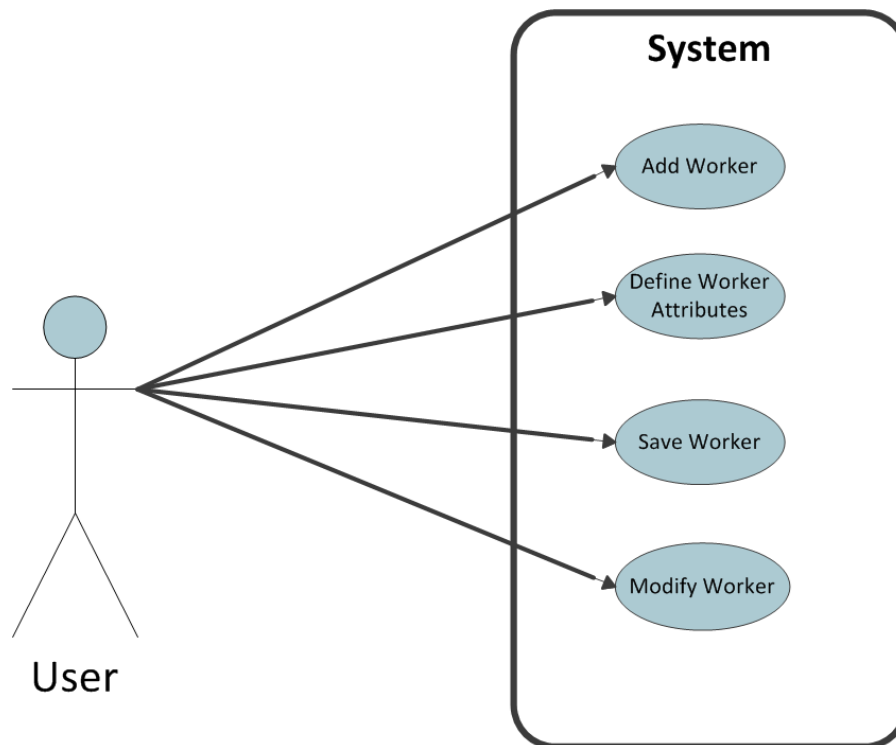 System
Add Worker
Define Worker
Attributes
Save Worker
Modify Worker
User